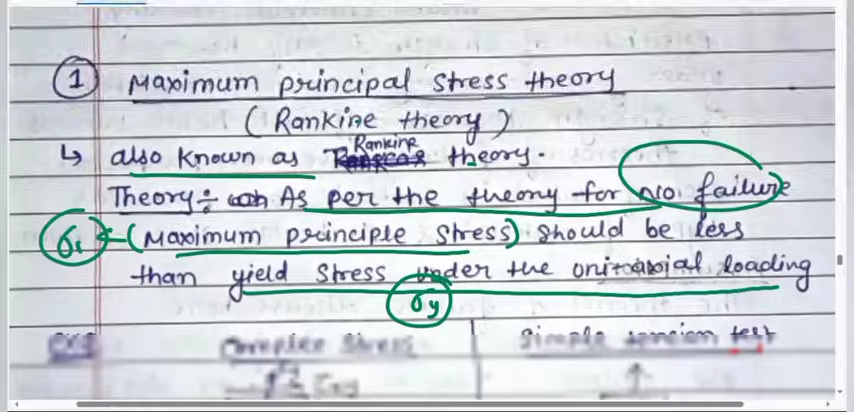 ① Maximum principal stress theory
(Rankine theory)
↳ also known as Rankine theory.
Theory÷ As per the theory for no. failure
σ₁ ← (Maximum principle stress) should be less
than yield stress under the uniaxial loading
σy
Complex stress Simple tension test